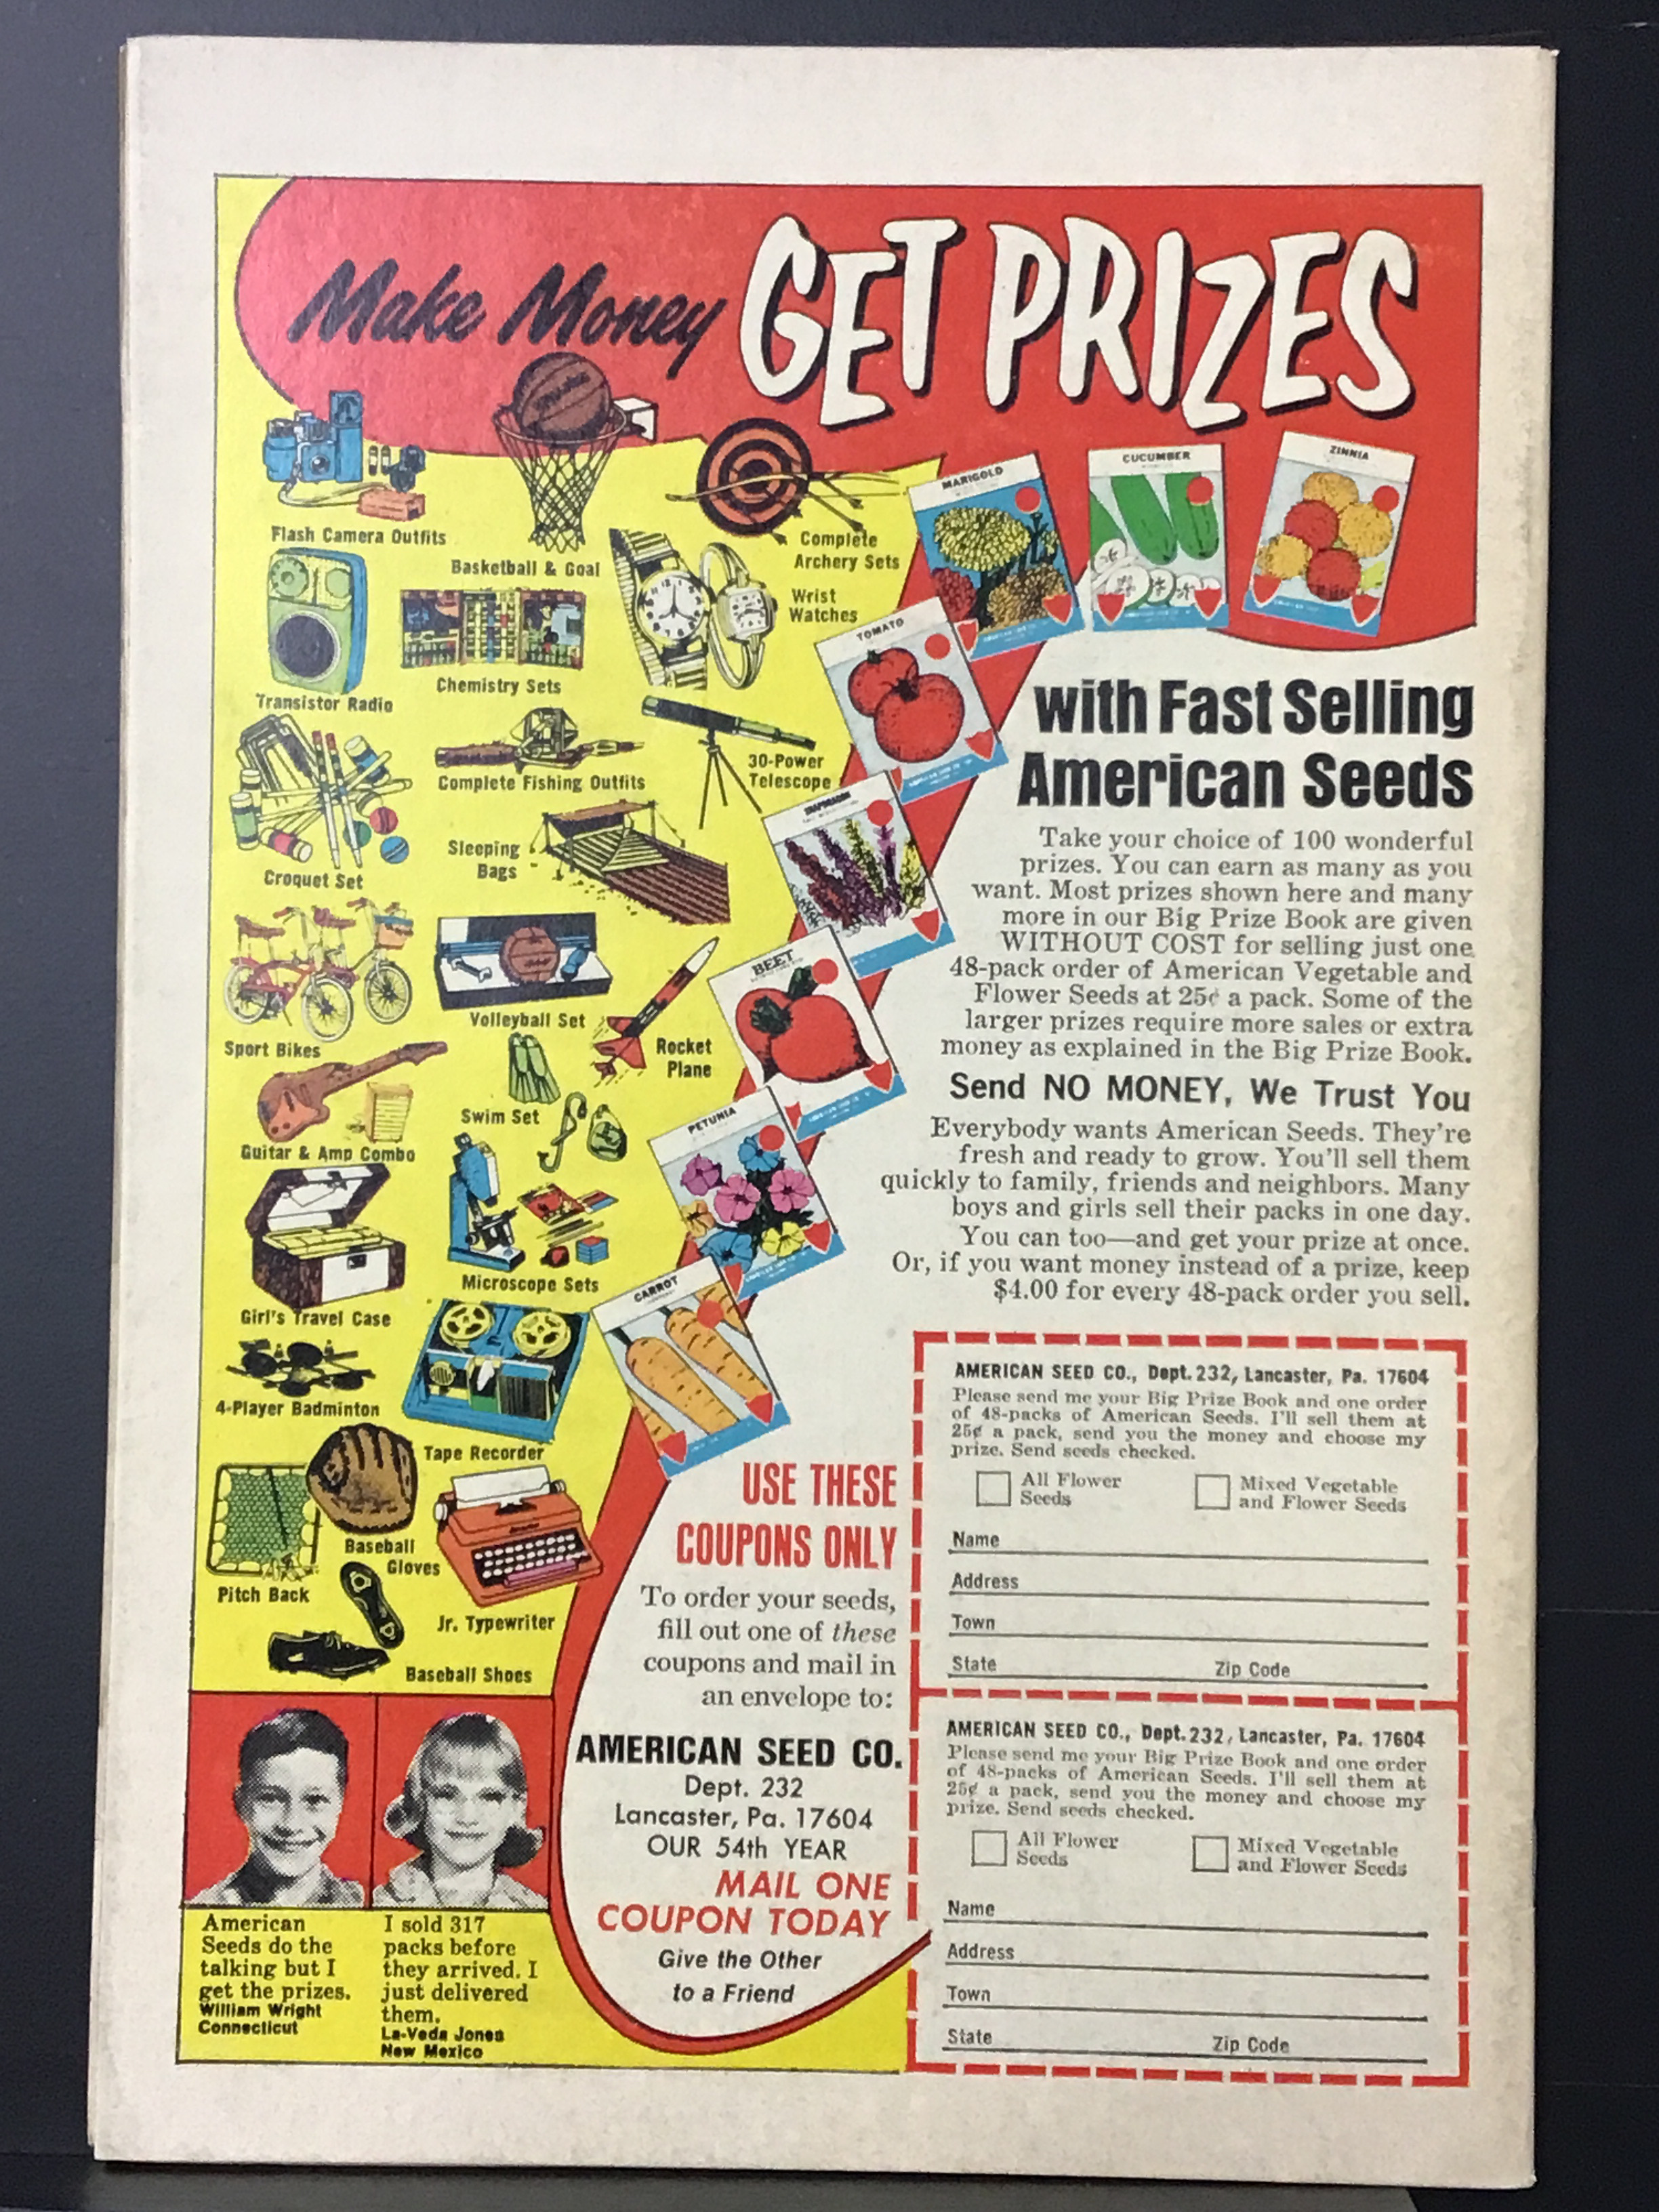 Make Money GET PRIZES
Flash Camera Outfits
Basketball & Goal
Complete
Archery Sets
Wrist
Watches
Transistor Radio
Chemistry Sets
Complete Fishing Outfits
30-Power
Telescope
Croquet Set
Sleeping
Bags
Sport Bikes
Volleyball Set
Rocket
Plane
Swim Set
Guitar & Amp Combo
Microscope Sets
Girl's Travel Case
4-Player Badminton
Tape Recorder
Baseball
Gloves
Pitch Back
Jr. Typewriter
Baseball Shoes
MARIGOLD
CUCUMBER
ZINNIA
TOMATO
SNAPDRAGON
BEET
PETUNIA
CARROT
with Fast Selling
American Seeds
Take your choice of 100 wonderful
prizes. You can earn as many as you
want. Most prizes shown here and many
more in our Big Prize Book are given
WITHOUT COST for selling just one
48-pack order of American Vegetable and
Flower Seeds at 25¢ a pack. Some of the
larger prizes require more sales or extra
money as explained in the Big Prize Book.
Send NO MONEY, We Trust You
Everybody wants American Seeds. They're
fresh and ready to grow. You'll sell them
quickly to family, friends and neighbors. Many
boys and girls sell their packs in one day.
You can too—and get your prize at once.
Or, if you want money instead of a prize, keep
$4.00 for every 48-pack order you sell.
USE THESE
COUPONS ONLY
To order your seeds,
fill out one of these
coupons and mail in
an envelope to:
AMERICAN SEED CO.
Dept. 232
Lancaster, Pa. 17604
OUR 54th YEAR
MAIL ONE
COUPON TODAY
Give the Other
to a Friend
American
Seeds do the
talking but I
get the prizes.
William Wright
Connecticut
I sold 317
packs before
they arrived. I
just delivered
them.
La-Veda Jones
New Mexico
AMERICAN SEED CO., Dept. 232, Lancaster, Pa. 17604
Please send me your Big Prize Book and one order
of 48-packs of American Seeds. I'll sell them at
25¢ a pack, send you the money and choose my
prize. Send seeds checked.
All Flower
Seeds
Mixed Vegetable
and Flower Seeds
Name
Address
Town
State Zip Code
AMERICAN SEED CO., Dept. 232, Lancaster, Pa. 17604
Please send me your Big Prize Book and one order
of 48-packs of American Seeds. I'll sell them at
25¢ a pack, send you the money and choose my
prize. Send seeds checked.
All Flower
Seeds
Mixed Vegetable
and Flower Seeds
Name
Address
Town
State Zip Code